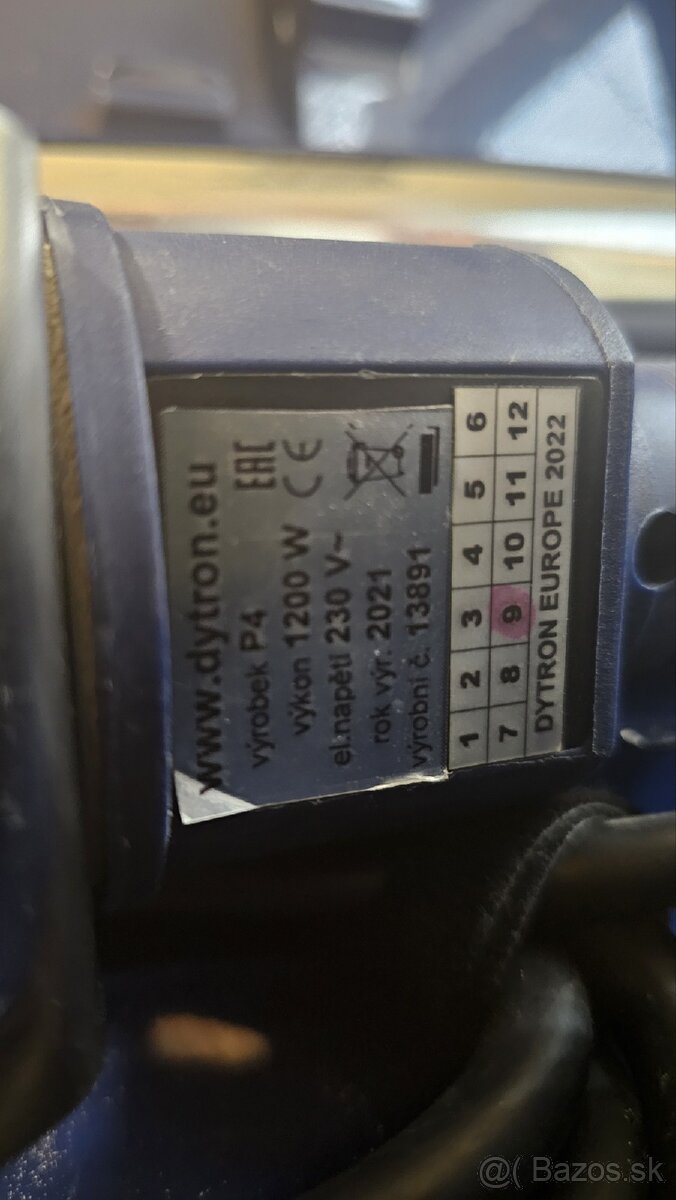 www.dytron.eu
výrobek P4 EAC
výkon 1200 W CE
el.napětí 230 V~
rok výr. 2021
výrobní č. 13891
1 2 3 4 5 6
7 8 9 10 11 12
DYTRON EUROPE 2022
@( Bazos.sk